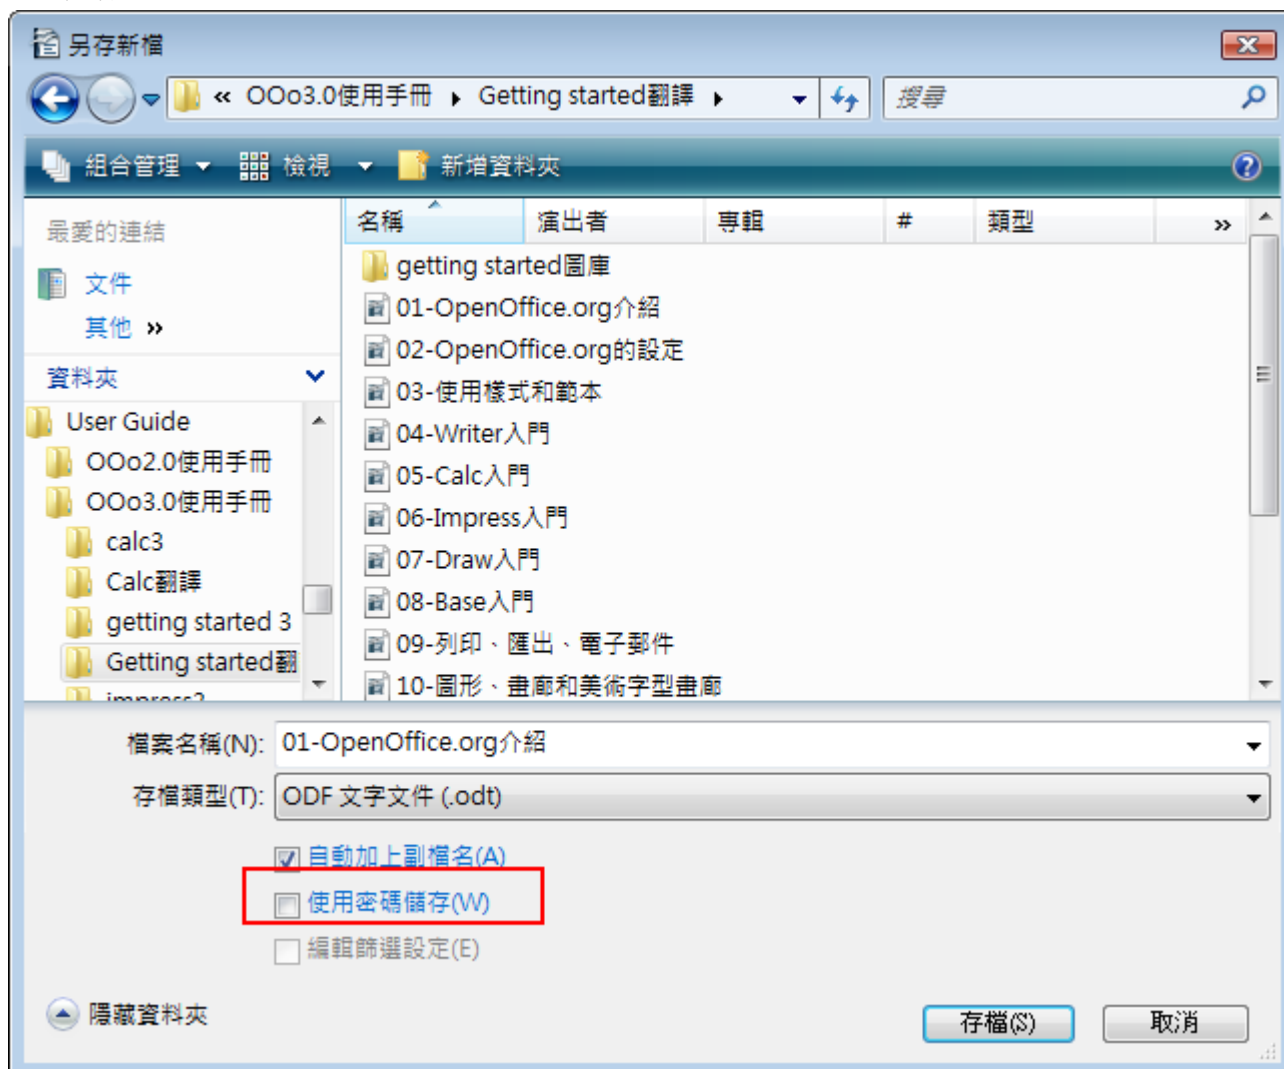 另存新檔
« OOo3.0使用手冊 ▸ Getting started翻譯 ▸
搜尋
組合管理 檢視 新增資料夾
最愛的連結
文件
其他 »
資料夾
User Guide
OOo2.0使用手冊
OOo3.0使用手冊
calc3
Calc翻譯
getting started 3
Getting started翻
impress2
名稱 演出者 專輯 # 類型 »
getting started圖庫
01-OpenOffice.org介紹
02-OpenOffice.org的設定
03-使用樣式和範本
04-Writer入門
05-Calc入門
06-Impress入門
07-Draw入門
08-Base入門
09-列印、匯出、電子郵件
10-圖形、畫廊和美術字型畫廊
檔案名稱(N): 01-OpenOffice.org介紹
存檔類型(T): ODF 文字文件 (.odt)
自動加上副檔名(A)
使用密碼儲存(W)
編輯篩選設定(E)
隱藏資料夾
存檔(S) 取消